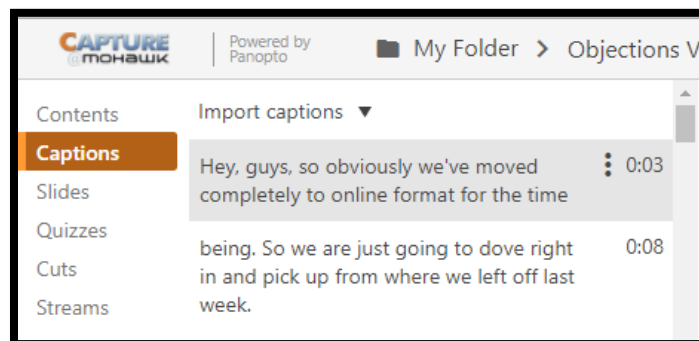 CAPTURE
@MOHAWK
Powered by
Panopto
My Folder > Objections V
Contents
Captions
Slides
Quizzes
Cuts
Streams
Import captions ▼
Hey, guys, so obviously we've moved 0:03
completely to online format for the time
being. So we are just going to dove right 0:08
in and pick up from where we left off last
week.